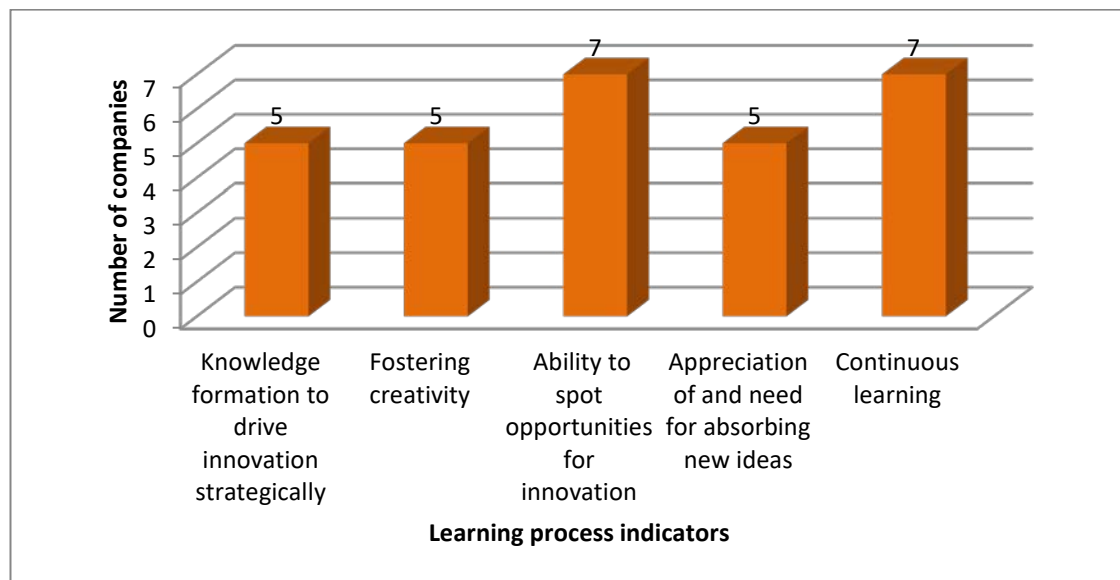 Number of companies
7
6
5
4
3
2
1
0
5
5
7
5
7
Knowledge
formation to
drive
innovation
strategically
Fostering
creativity
Ability to
spot
opportunities
for
innovation
Appreciation
of and need
for absorbing
new ideas
Continuous
learning
Learning process indicators